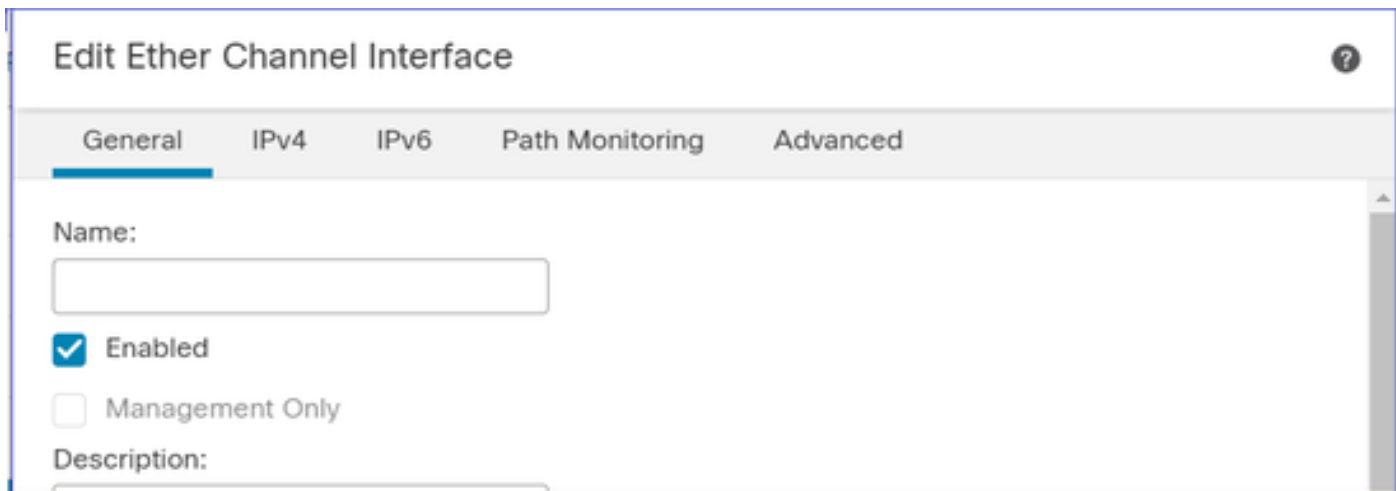 Edit Ether Channel Interface
General IPv4 IPv6 Path Monitoring Advanced
Name:
Enabled
Management Only
Description: